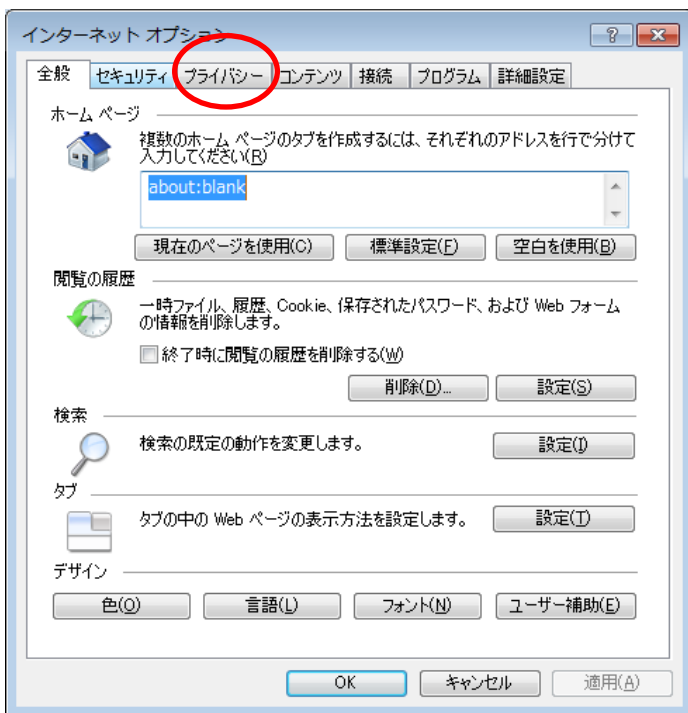 インターネット オプション
全般 セキュリティ プライバシー コンテンツ 接続 プログラム 詳細設定
ホーム ページ
複数のホーム ページのタブを作成するには、それぞれのアドレスを行で分けて
入力してください(R)
about:blank
現在のページを使用(C) 標準設定(F) 空白を使用(B)
閲覧の履歴
一時ファイル、履歴、Cookie、保存されたパスワード、および Web フォーム
の情報を削除します。
終了時に閲覧の履歴を削除する(W)
削除(D)... 設定(S)
検索
検索の既定の動作を変更します。
設定(I)
タブ
タブの中の Web ページの表示方法を設定します。
設定(T)
デザイン
色(O) 言語(L) フォント(N) ユーザー補助(E)
OK キャンセル 適用(A)